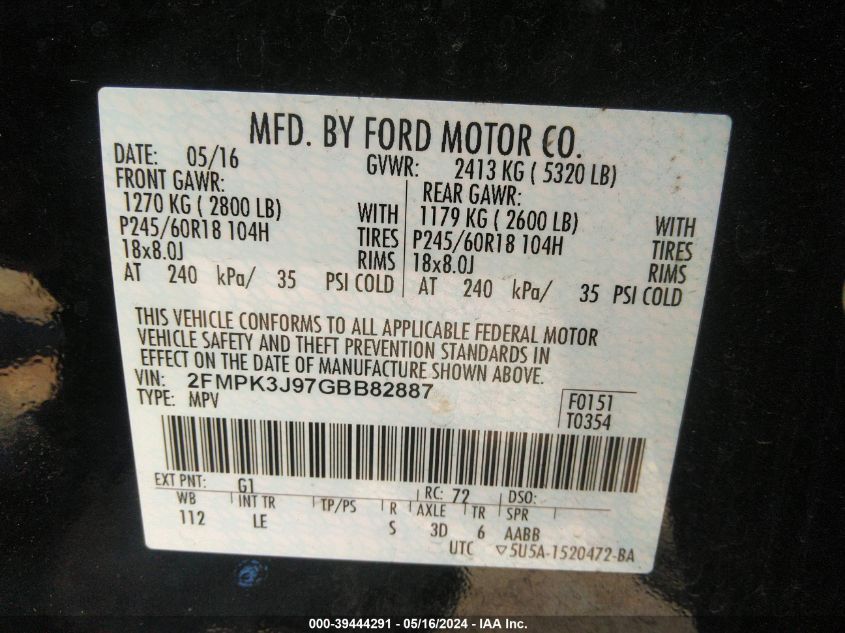 MFD. BY FORD MOTOR CO.
DATE: 05/16 GVWR: 2413 KG ( 5320 LB)
FRONT GAWR: REAR GAWR:
1270 KG ( 2800 LB) WITH 1179 KG ( 2600 LB) WITH
P245/60R18 104H TIRES P245/60R18 104H TIRES
18x8.0J RIMS 18x8.0J RIMS
AT 240 kPa/ 35 PSI COLD AT 240 kPa/ 35 PSI COLD
THIS VEHICLE CONFORMS TO ALL APPLICABLE FEDERAL MOTOR
VEHICLE SAFETY AND THEFT PREVENTION STANDARDS IN
EFFECT ON THE DATE OF MANUFACTURE SHOWN ABOVE.
VIN: 2FMPK3J97GBB82887
TYPE: MPV
F0151
T0354
EXT PNT: G1 RC: 72 DSO:
WB INT TR TP/PS R AXLE TR SPR
112 LE S 3D 6 AABB
UTC ▽5U5A-1520472-BA
000-39444291 - 05/16/2024 - IAA Inc.